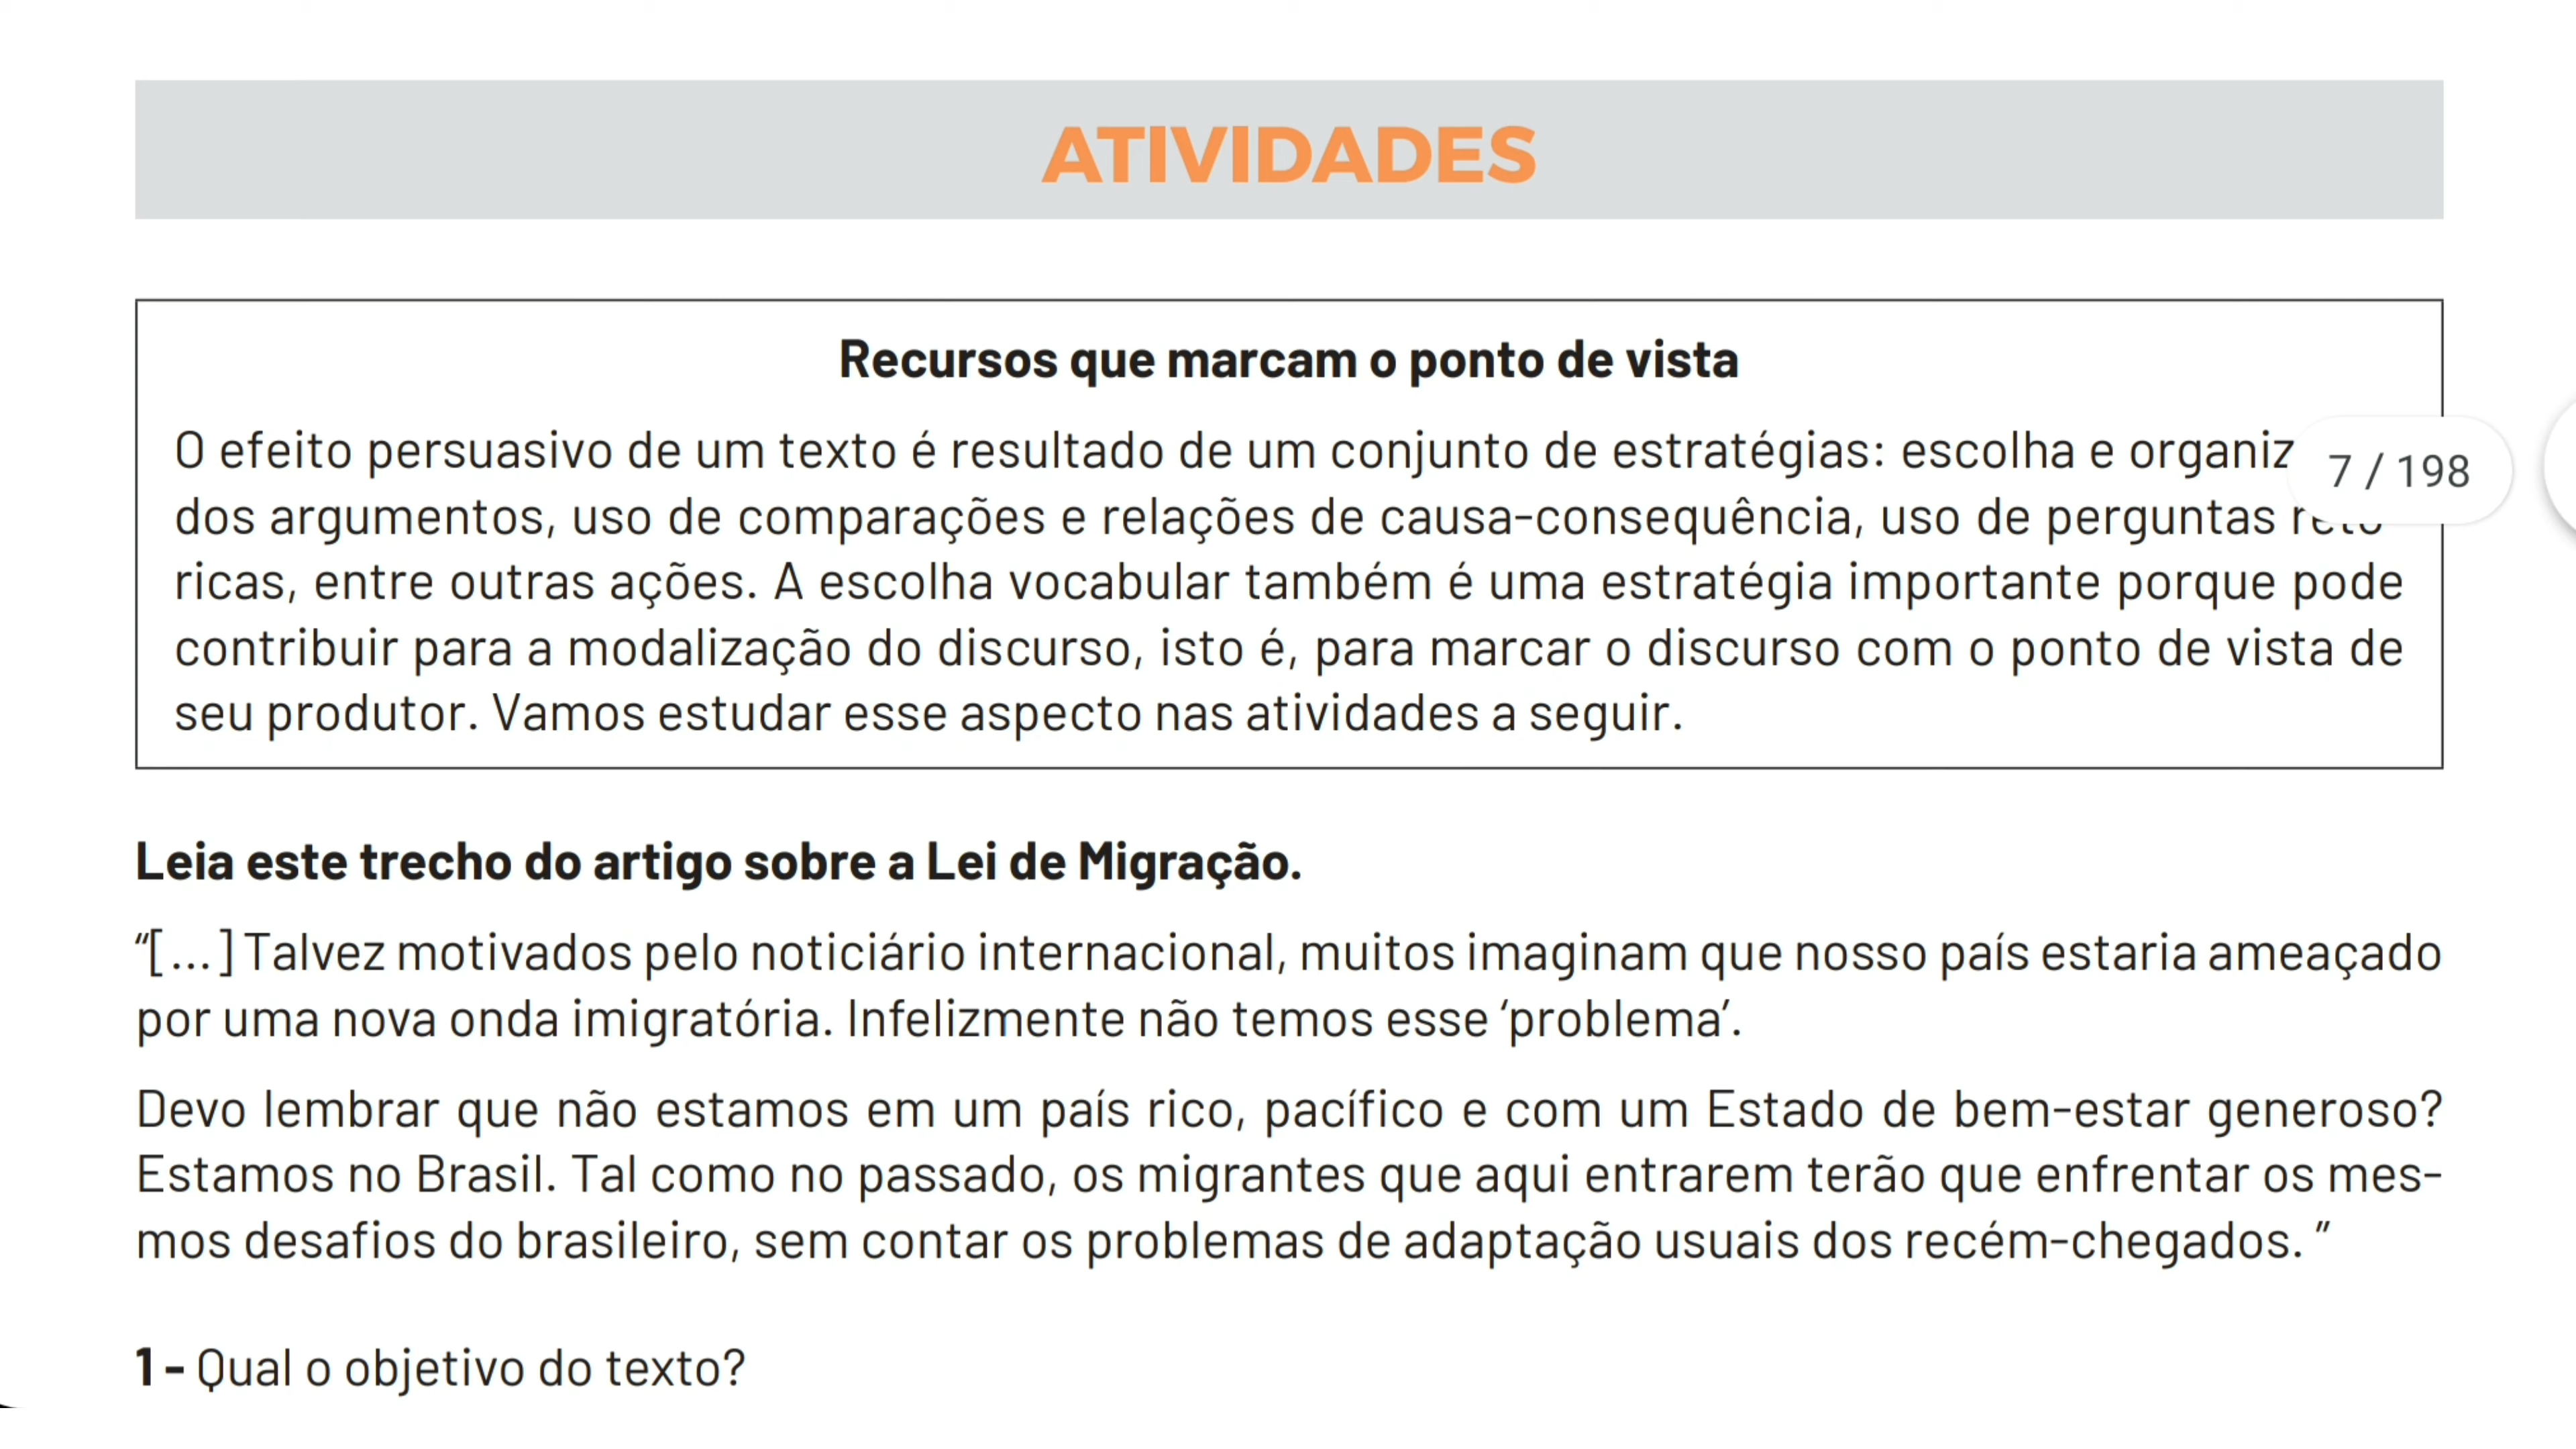 ATIVIDADES
Recursos que marcam o ponto de vista
O efeito persuasivo de um texto é resultado de um conjunto de estratégias: escolha e organiz
7 / 198
dos argumentos, uso de comparações e relações de causa-consequência, uso de perguntas
ricas, entre outras ações. A escolha vocabular também é uma estratégia importante porque pode
contribuir para a modalização do discurso, isto é, para marcar o discurso com o ponto de vista de
seu produtor. Vamos estudar esse aspecto nas atividades a seguir.
Leia este trecho do artigo sobre a Lei de Migração.
“[...] Talvez motivados pelo noticiário internacional, muitos imaginam que nosso país estaria ameaçado
por uma nova onda imigratória. Infelizmente não temos esse ‘problema’.
Devo lembrar que não estamos em um país rico, pacífico e com um Estado de bem-estar generoso?
Estamos no Brasil. Tal como no passado, os migrantes que aqui entrarem terão que enfrentar os mes-
mos desafios do brasileiro, sem contar os problemas de adaptação usuais dos recém-chegados. ”
1 - Qual o objetivo do texto?